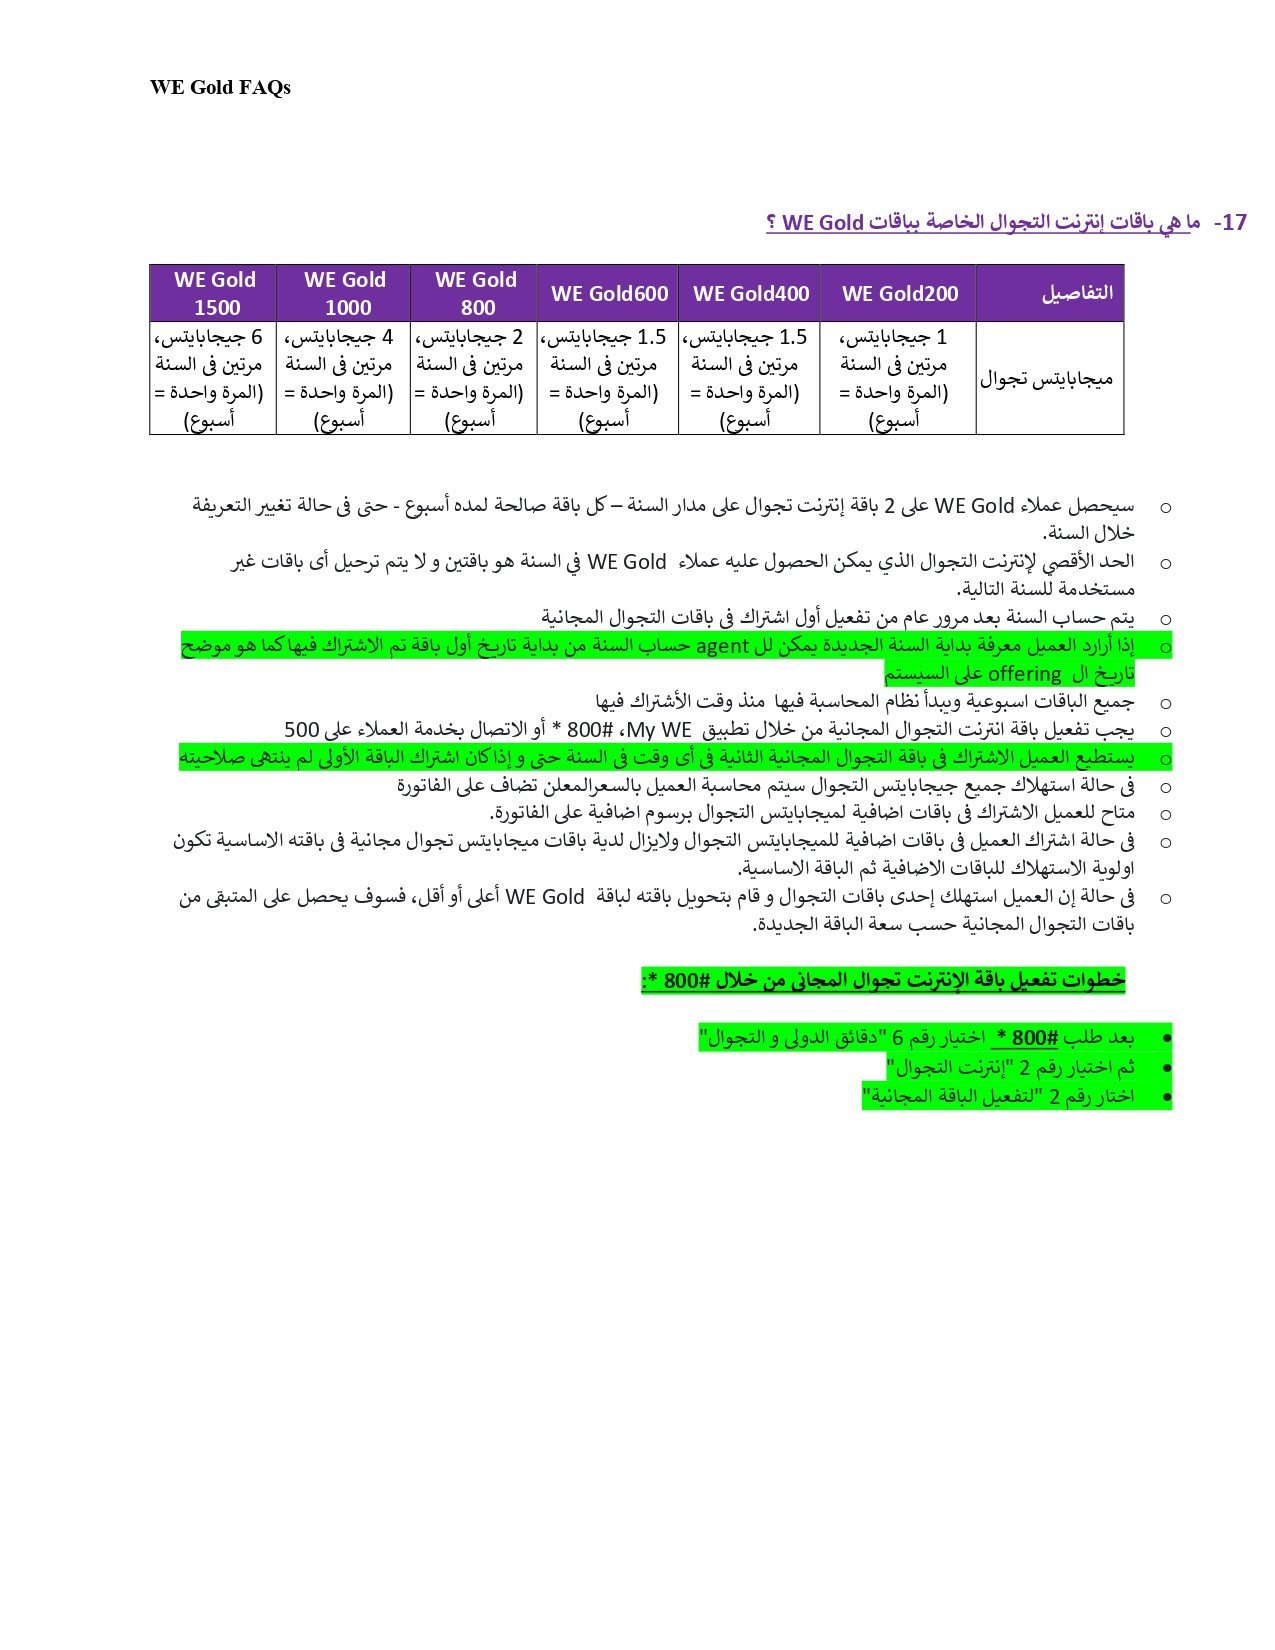 WE Gold FAQs
17- ما هي باقات إنترنت التجوال الخاصة بباقات WE Gold ؟
التفاصيل WE Gold200 WE Gold400 WE Gold600 WE Gold 800 WE Gold 1000 WE Gold 1500
ميجابايتس تجوال
1 جيجابايتس،
مرتين فى السنة
(المرة واحدة =
أسبوع)
1.5 جيجابايتس،
مرتين فى السنة
(المرة واحدة =
أسبوع)
1.5 جيجابايتس،
مرتين فى السنة
(المرة واحدة =
أسبوع)
2 جيجابايتس،
مرتين فى السنة
(المرة واحدة =
أسبوع)
4 جيجابايتس،
مرتين فى السنة
(المرة واحدة =
أسبوع)
6 جيجابايتس،
مرتين فى السنة
(المرة واحدة =
أسبوع)
o سيحصل عملاء WE Gold على 2 باقة إنترنت تجوال على مدار السنة – كل باقة صالحة لمده أسبوع - حتى فى حالة تغيير التعريفة
خلال السنة.
o الحد الأقصي لإنترنت التجوال الذي يمكن الحصول عليه عملاء WE Gold في السنة هو باقتين و لا يتم ترحيل أى باقات غير
مستخدمة للسنة التالية.
o يتم حساب السنة بعد مرور عام من تفعيل أول اشتراك فى باقات التجوال المجانية
o إذا أرارد العميل معرفة بداية السنة الجديدة يمكن لل agent حساب السنة من بداية تاريخ أول باقة تم الاشتراك فيها كما هو موضح
تاريخ ال offering على السيستم
o جميع الباقات اسبوعية ويبدأ نظام المحاسبة فيها منذ وقت الأشتراك فيها
o يجب تفعيل باقة انترنت التجوال المجانية من خلال تطبيق My WE، #800 * أو الاتصال بخدمة العملاء على 500
o يستطيع العميل الاشتراك فى باقة التجوال المجانية الثانية فى أى وقت فى السنة حتى و إذا كان اشتراك الباقة الأولى لم ينتهى صلاحيته
o فى حالة استهلاك جميع جيجابايتس التجوال سيتم محاسبة العميل بالسعرالمعلن تضاف على الفاتورة
o متاح للعميل الاشتراك فى باقات اضافية لميجابايتس التجوال برسوم اضافية على الفاتورة.
o فى حالة اشتراك العميل فى باقات اضافية للميجابايتس التجوال ولايزال لدية باقات ميجابايتس تجوال مجانية فى باقته الاساسية تكون
اولوية الاستهلاك للباقات الاضافية ثم الباقة الاساسية.
o فى حالة إن العميل استهلك إحدى باقات التجوال و قام بتحويل باقته لباقة WE Gold أعلى أو أقل، فسوف يحصل على المتبقى من
باقات التجوال المجانية حسب سعة الباقة الجديدة.
خطوات تفعيل باقة الإنترنت تجوال المجانى من خلال #800 *:
• بعد طلب #800 * اختيار رقم 6 "دقائق الدولى و التجوال"
• ثم اختيار رقم 2 "إنترنت التجوال"
• اختار رقم 2 "لتفعيل الباقة المجانية"